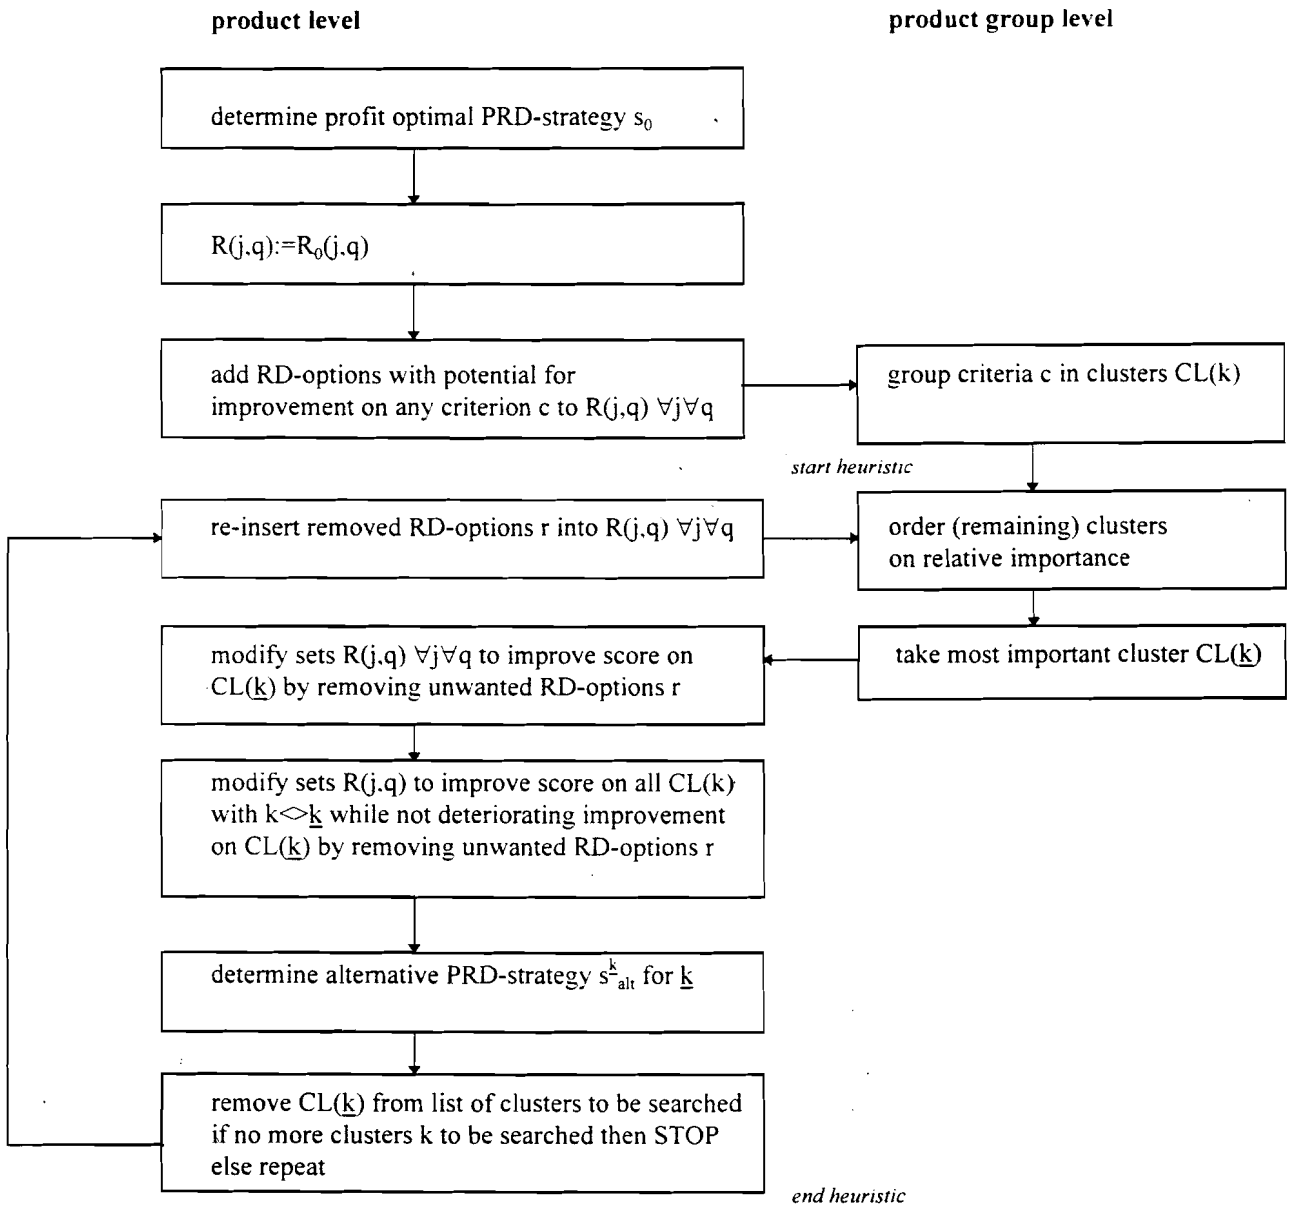 product level
product group level
determine profit optimal PRD-strategy s₀
R(j,q):=R₀(j,q)
add RD-options with potential for
improvement on any criterion c to R(j,q) ∀j∀q
group criteria c in clusters CL(k)
start heuristic
re-insert removed RD-options r into R(j,q) ∀j∀q
order (remaining) clusters
on relative importance
take most important cluster CL(k)
modify sets R(j,q) ∀j∀q to improve score on
CL(k) by removing unwanted RD-options r
modify sets R(j,q) to improve score on all CL(k)
with k<>k while not deteriorating improvement
on CL(k) by removing unwanted RD-options r
determine alternative PRD-strategy s^k_alt for k
remove CL(k) from list of clusters to be searched
if no more clusters k to be searched then STOP
else repeat
end heuristic